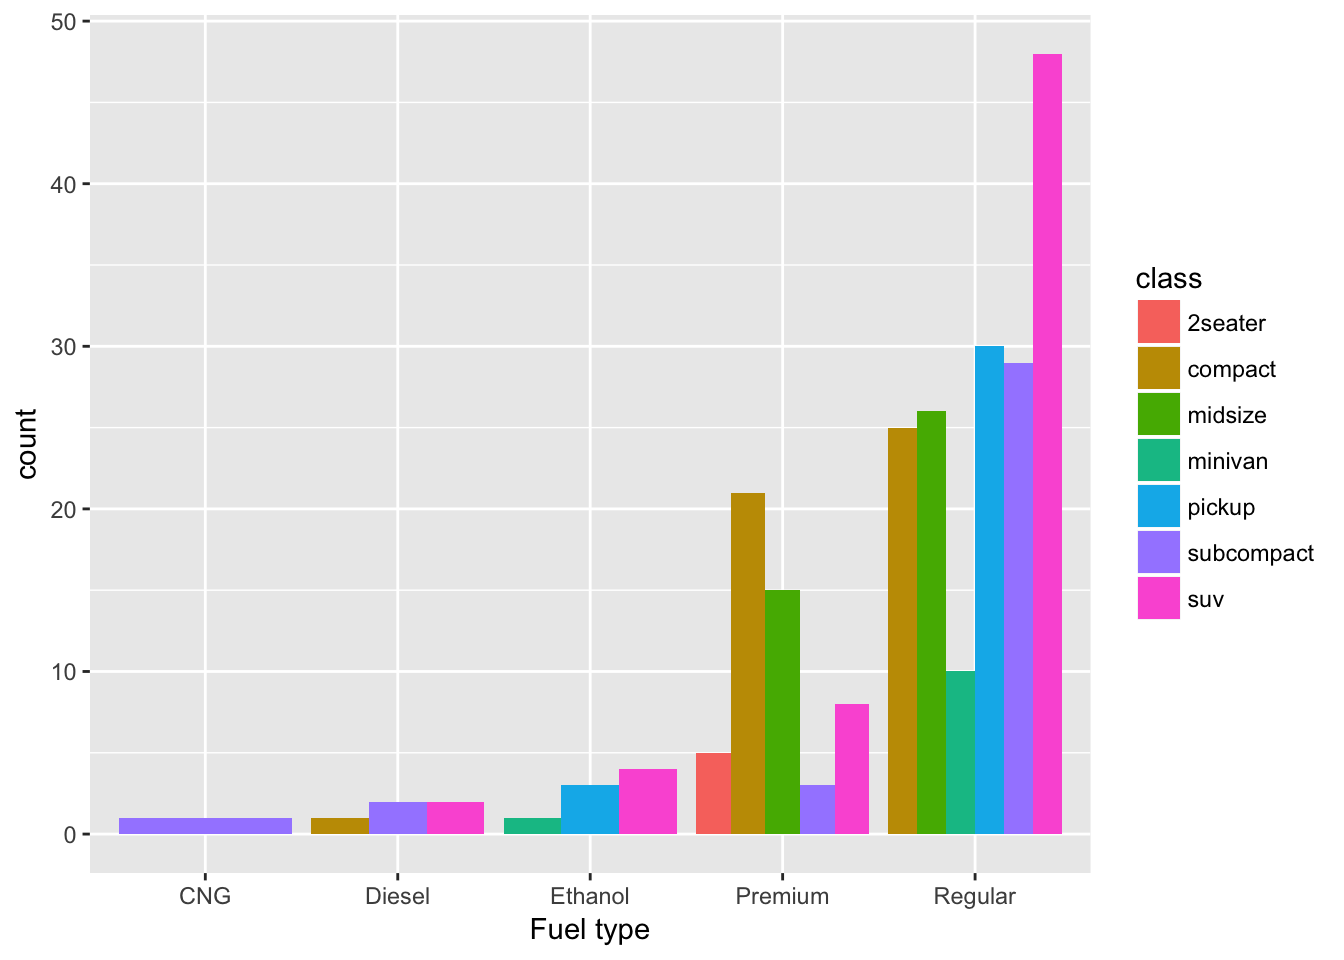 50
40
30
20
10
0
count
CNG
Diesel
Ethanol
Premium
Regular
Fuel type
class
2seater
compact
midsize
minivan
pickup
subcompact
suv